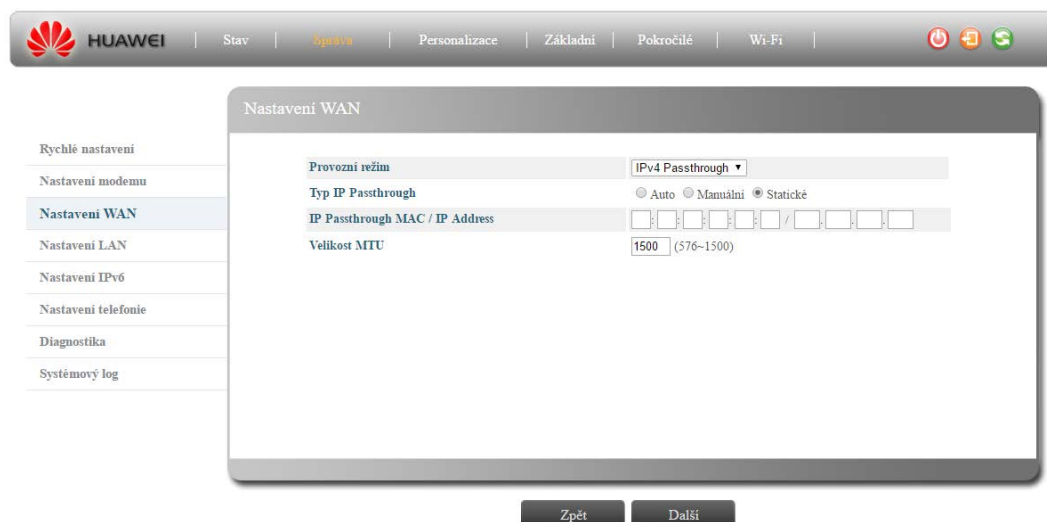 HUAWEI | Stav | Správa | Personalizace | Základní | Pokročilé | Wi-Fi |
Nastavení WAN
Rychlé nastavení
Nastavení modemu
Nastavení WAN
Nastavení LAN
Nastavení IPv6
Nastavení telefonie
Diagnostika
Systémový log
Provozní režim IPv4 Passthrough
Typ IP Passthrough Auto Manuální Statické
IP Passthrough MAC / IP Address : : : : : / . . .
Velikost MTU 1500 (576~1500)
Zpět Další